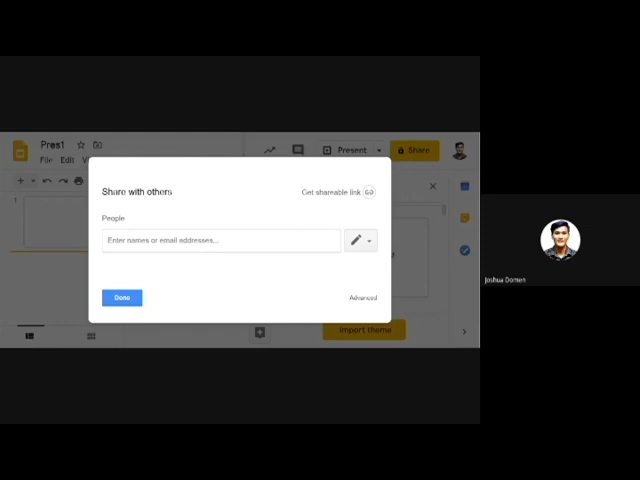 Pres1
File Edit V
Present
Share
1
Share with others
Get shareable link
People
Enter names or email addresses...
Done
Advanced
Import theme
Joshua Domen